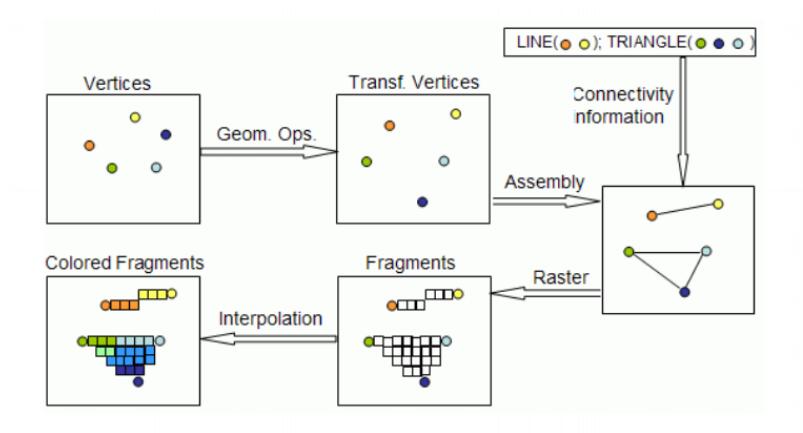 LINE( ); TRIANGLE( )
Vertices
Transf. Vertices
Connectivity
information
Geom. Ops.
Assembly
Colored Fragments
Fragments
Raster
Interpolation